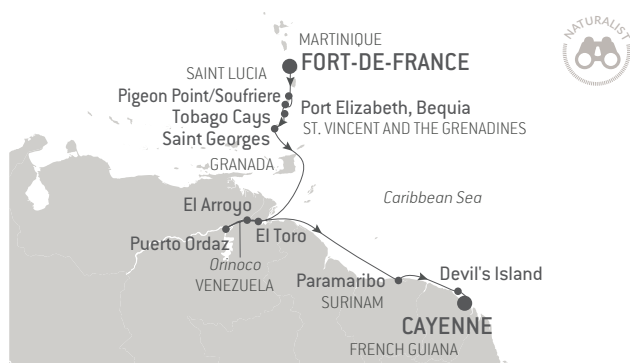 NATURALIST
MARTINIQUE
FORT-DE-FRANCE
SAINT LUCIA
Pigeon Point/Soufriere
Port Elizabeth, Bequia
Tobago Cays
ST. VINCENT AND THE GRENADINES
Saint Georges
GRANADA
Caribbean Sea
El Arroyo
El Toro
Puerto Ordaz
Orinoco
VENEZUELA
Paramaribo
SURINAM
Devil's Island
CAYENNE
FRENCH GUIANA